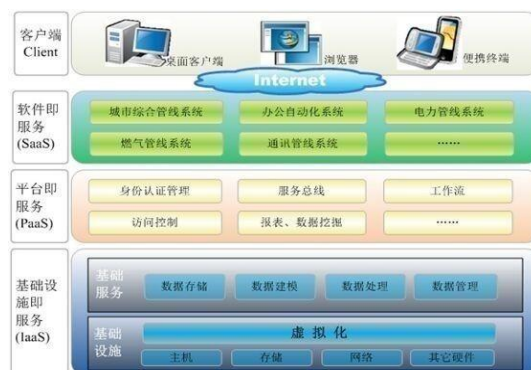 客户端
Client
桌面客户端
浏览器
便携终端
Internet
软件即
服务
(SaaS)
城市综合管线系统
办公自动化系统
电力管线系统
燃气管线系统
通讯管线系统
……
平台即
服务
(PaaS)
身份认证管理
服务总线
工作流
访问控制
报表、数据挖掘
……
基础设
施即
服务
(IaaS)
基础
服务
数据存储
数据建模
数据处理
数据管理
基础
设施
虚拟化
主机
存储
网络
其它硬件